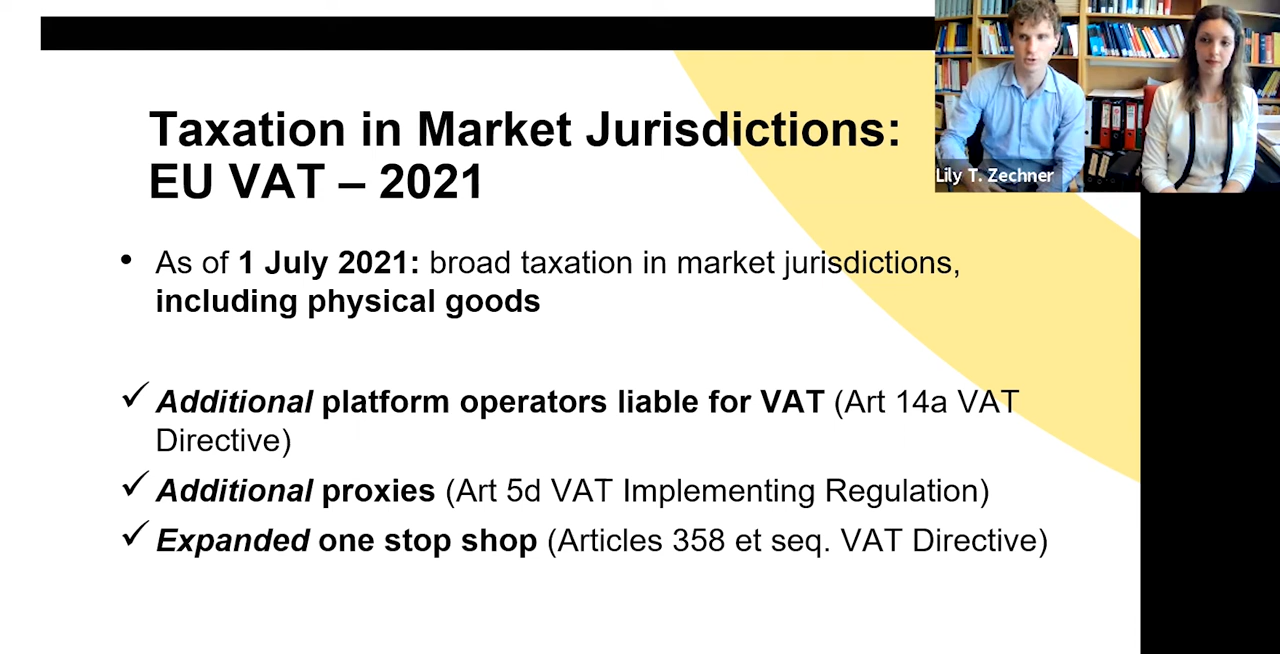 Taxation in Market Jurisdictions:
EU VAT – 2021
Lily T. Zechner
• As of 1 July 2021: broad taxation in market jurisdictions,
including physical goods
✓ Additional platform operators liable for VAT (Art 14a VAT
Directive)
✓ Additional proxies (Art 5d VAT Implementing Regulation)
✓ Expanded one stop shop (Articles 358 et seq. VAT Directive)